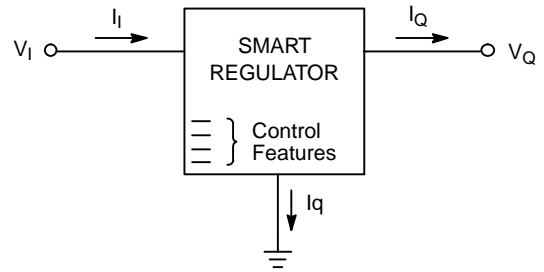 I_I
I_Q
V_I
SMART
REGULATOR
V_Q
Control
Features
Iq